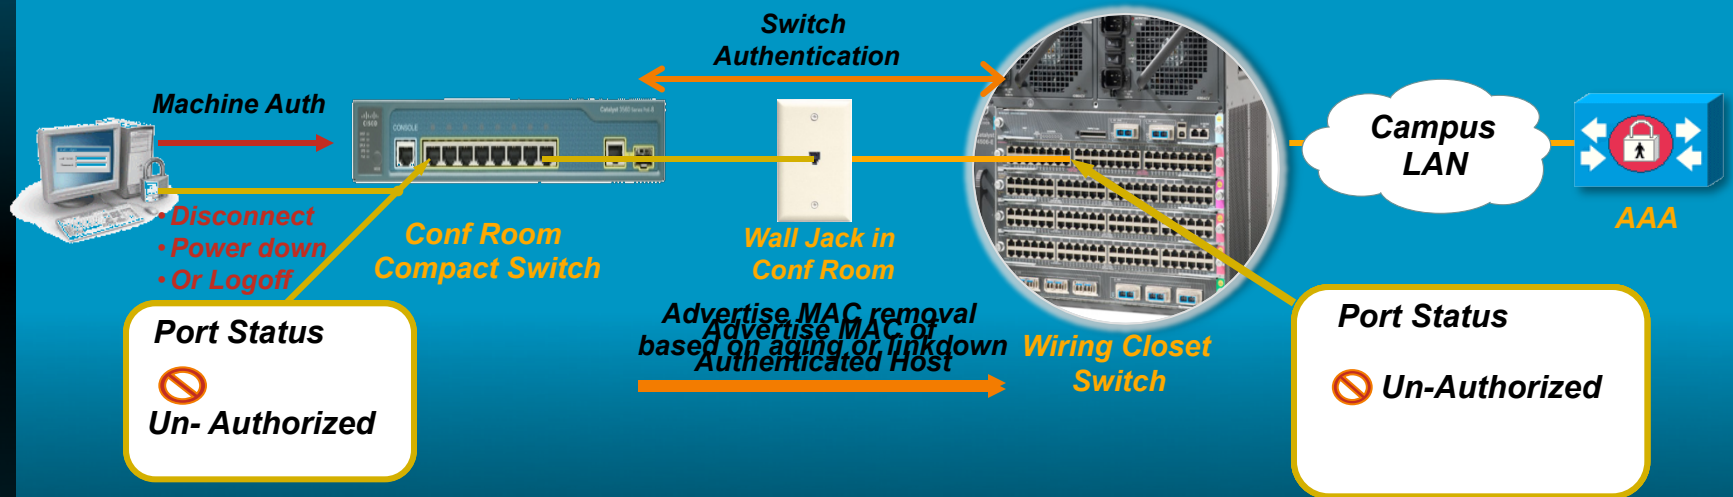 Switch
Authentication
Machine Auth
CISCO
CONSOLE
Campus
LAN
AAA
• Disconnect
• Power down
• Or Logoff
Conf Room
Compact Switch
Wall Jack in
Conf Room
Advertise MAC removal
based on aging or linkdown
Advertise MAC of
Authenticated Host
Wiring Closet
Switch
Port Status
Un- Authorized
Port Status
Un-Authorized